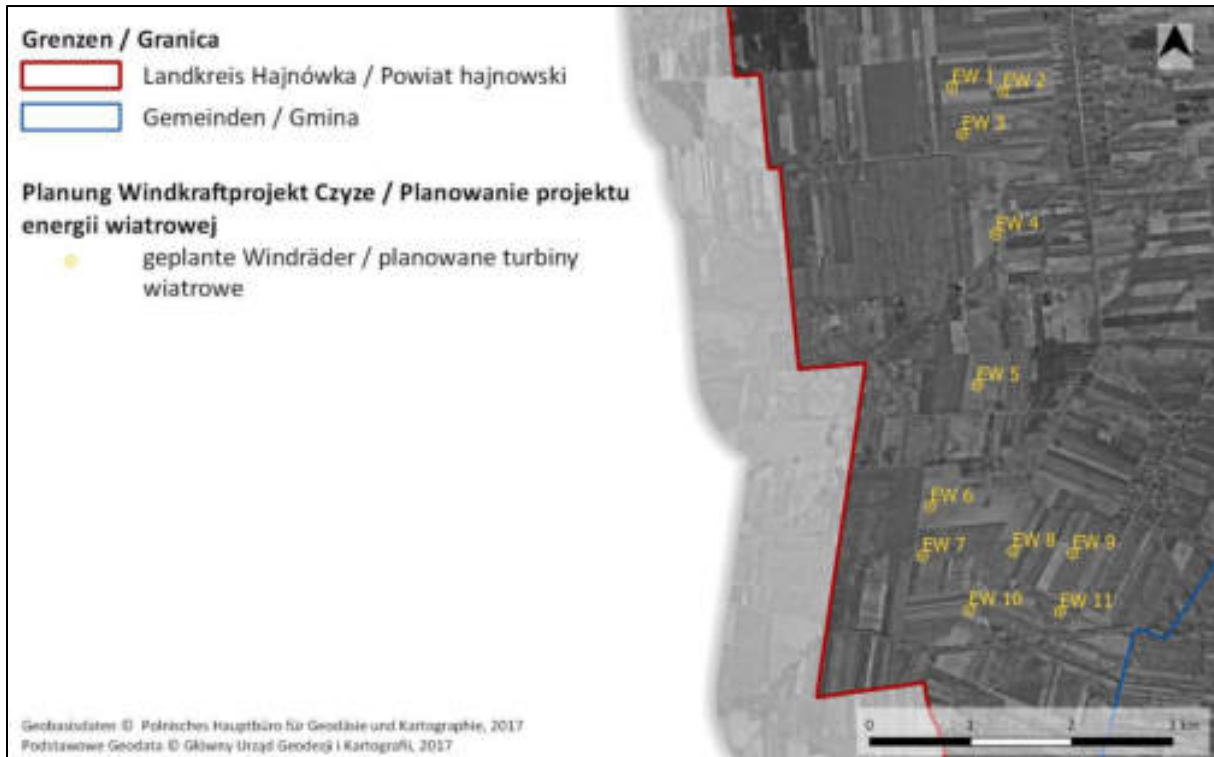 Grenzen / Granica
Landkreis Hajnówka / Powiat hajnowski
Gemeinden / Gmina
Planung Windkraftprojekt Czyze / Planowanie projektu
energii wiatrowej
geplante Windräder / planowane turbiny
wiatrowe
EW 1
EW 2
EW 3
EW 4
EW 5
EW 6
EW 7
EW 8
EW 9
EW 10
EW 11
Geobasisdaten © Polnisches Hauptbüro für Geodäsie und Kartographie, 2017
Podstawowe Geodata © Główny Urząd Geodezji i Kartografii, 2017
0 1 2 3 km